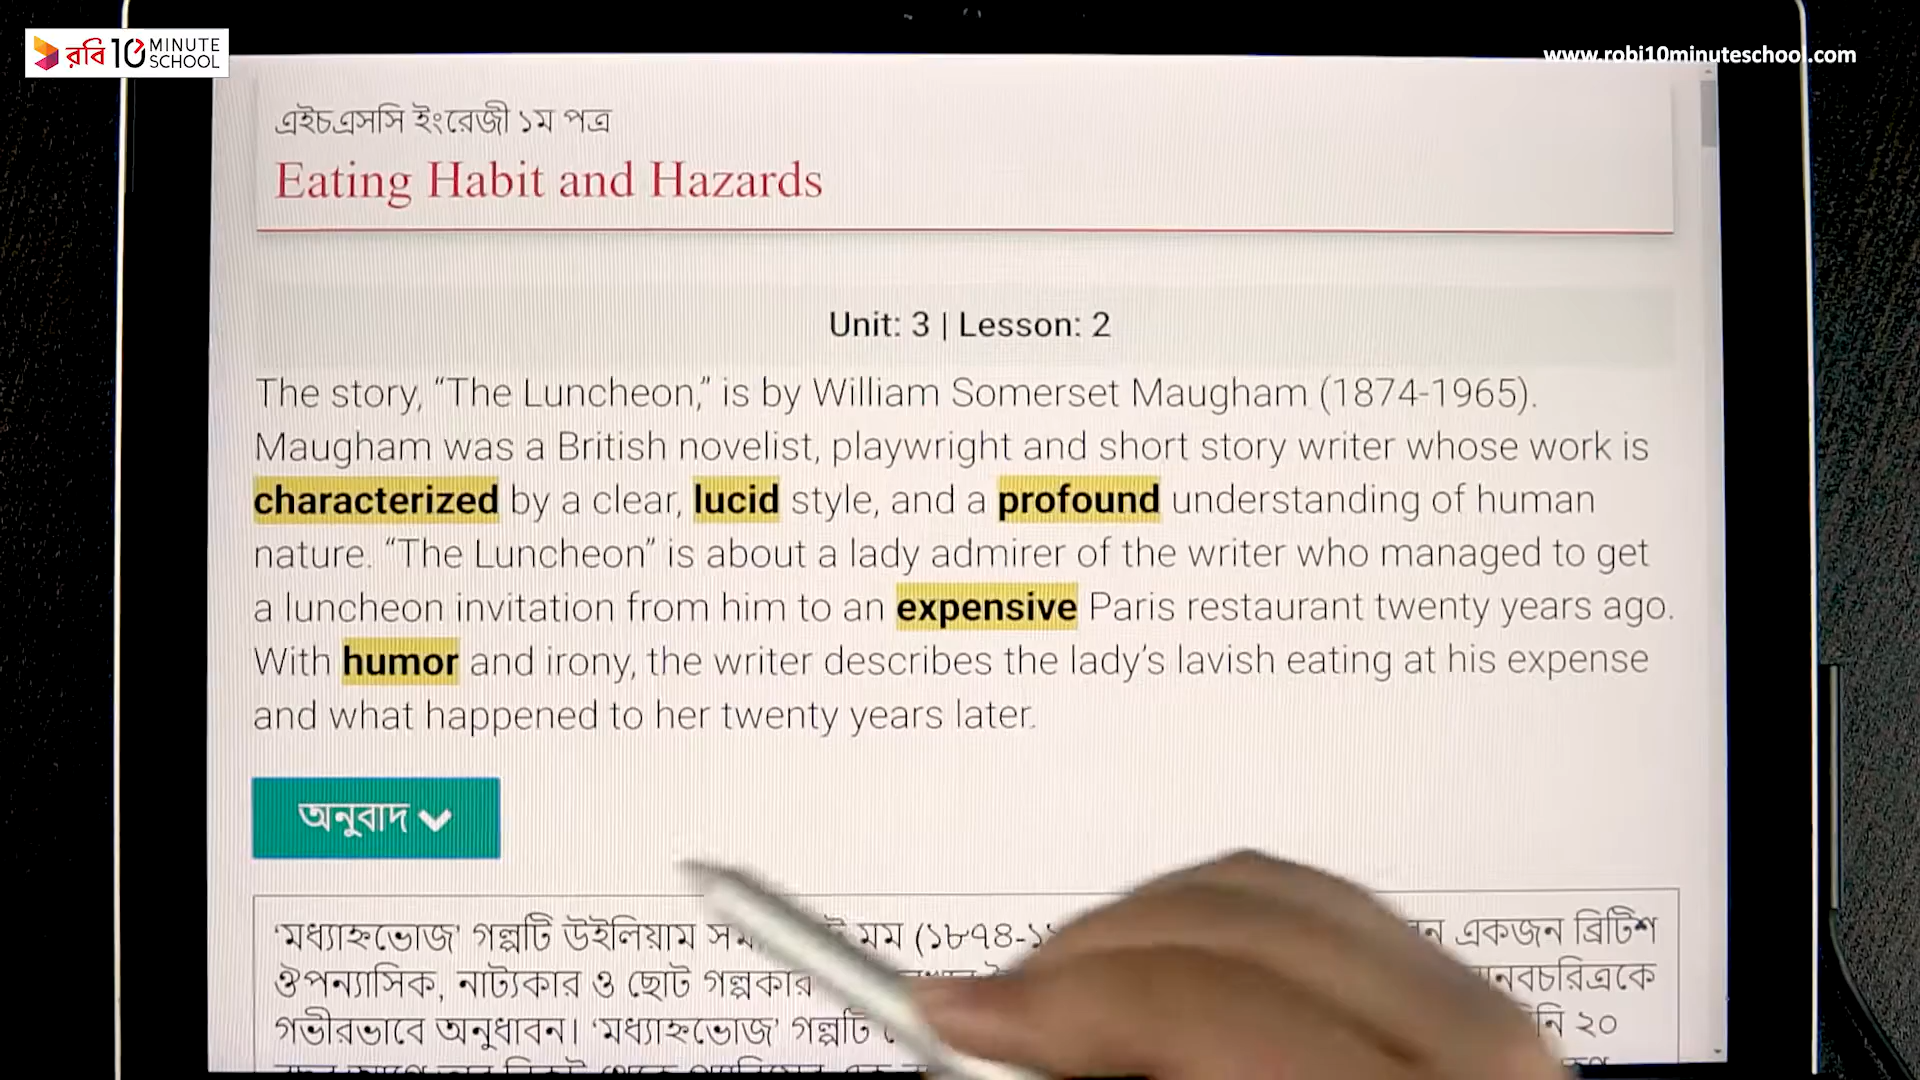 রবি 10 MINUTE SCHOOL
www.robi10minuteschool.com
এইচএসসি ইংরেজী ১ম পত্র
Eating Habit and Hazards
Unit: 3 | Lesson: 2
The story, “The Luncheon,” is by William Somerset Maugham (1874-1965).
Maugham was a British novelist, playwright and short story writer whose work is
characterized by a clear, lucid style, and a profound understanding of human
nature. “The Luncheon” is about a lady admirer of the writer who managed to get
a luncheon invitation from him to an expensive Paris restaurant twenty years ago.
With humor and irony, the writer describes the lady’s lavish eating at his expense
and what happened to her twenty years later.
অনুবাদ
‘মধ্যাহ্নভোজ’ গল্পটি উইলিয়াম মম (১৮৭৪- একজন ব্রিটিশ
ঔপন্যাসিক, নাট্যকার ও ছোট গল্পকার
গভীরভাবে অনুধাবন। ‘মধ্যাহ্নভোজ’ গল্পটি ২০